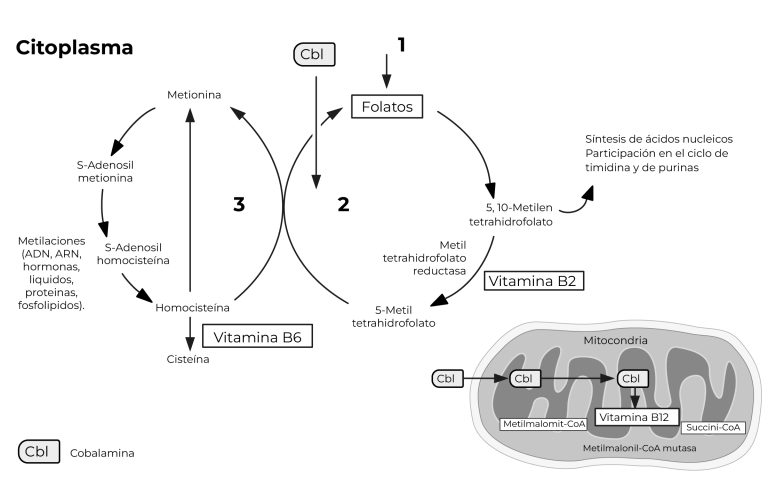 Citoplasma
1
Cbl
Metionina
Folatos
S-Adenosil
metionina
Síntesis de ácidos nucleicos
Participación en el ciclo de
timidina y de purinas
3
2
5, 10-Metilen
tetrahidrofolato
Metilaciones
(ADN, ARN,
hormonas,
liquidos,
proteinas,
fosfolipidos).
S-Adenosil
homocisteína
Metil
tetrahidrofolato
reductasa
Vitamina B2
Homocisteína
5-Metil
tetrahidrofolato
Vitamina B6
Cisteína
Mitocondria
Cbl
Cbl
Cbl
Vitamina B12
Metilmalomit-CoA
Succini-CoA
Metilmalonil-CoA mutasa
Cbl
Cobalamina